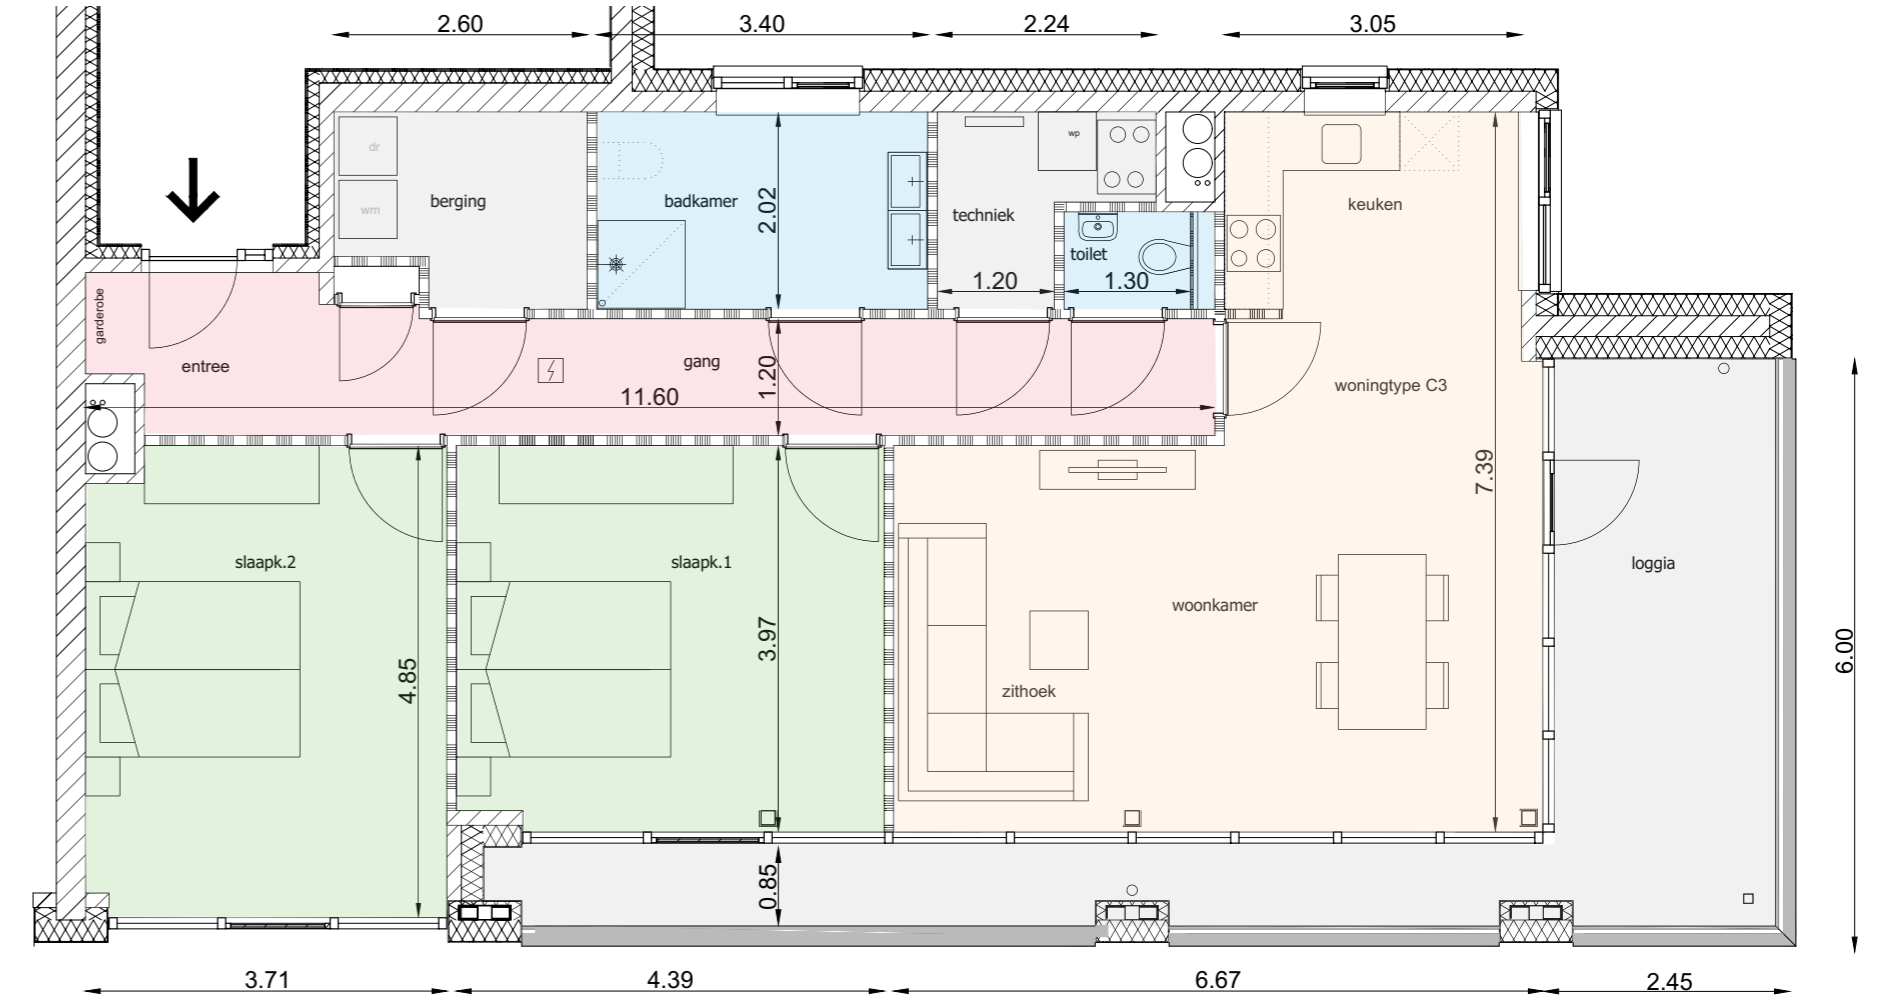 2.60
3.40
2.24
3.05
dr
wm
berging
badkamer
2.02
techniek
wp
toilet
1.20
1.30
keuken
garderobe
entree
gang
1.20
11.60
woningtype C3
7.39
slaapk.2
slaapk.1
loggia
woonkamer
4.85
3.97
zithoek
6.00
0.85
3.71
4.39
6.67
2.45